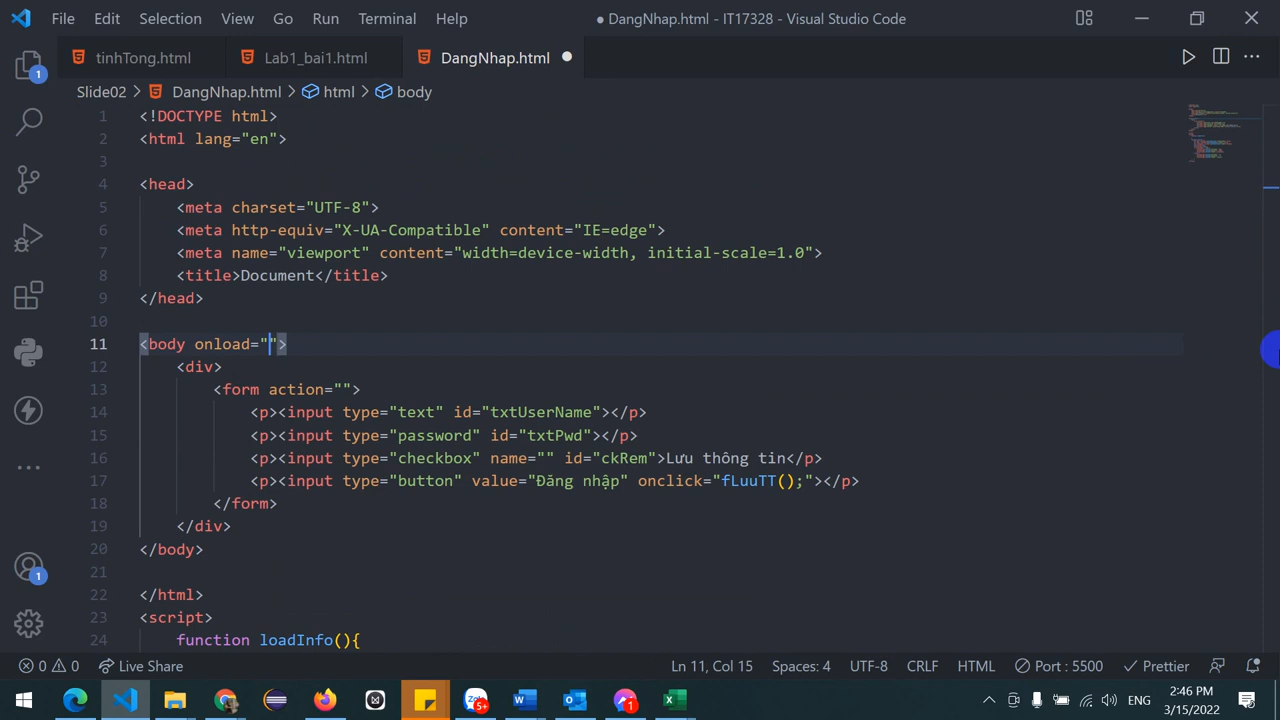 File Edit Selection View Go Run Terminal Help ● DangNhap.html - IT17328 - Visual Studio Code
tinhTong.html Lab1_bai1.html DangNhap.html
1
Slide02 > DangNhap.html > html > body
1 <!DOCTYPE html>
2 <html lang="en">
3
4 <head>
5 <meta charset="UTF-8">
6 <meta http-equiv="X-UA-Compatible" content="IE=edge">
7 <meta name="viewport" content="width=device-width, initial-scale=1.0">
8 <title>Document</title>
9 </head>
10
11 <body onload="">
12 <div>
13 <form action="">
14 <p><input type="text" id="txtUserName"></p>
15 <p><input type="password" id="txtPwd"></p>
16 <p><input type="checkbox" name="" id="ckRem">Lưu thông tin</p>
17 <p><input type="button" value="Đăng nhập" onclick="fLuuTT();"></p>
18 </form>
19 </div>
20 </body>
1
21
22 </html>
23 <script>
24 function loadInfo(){
0 0 Live Share Ln 11, Col 15 Spaces: 4 UTF-8 CRLF HTML Port : 5500 Prettier
Zalo 5+ 1 ENG 2:46 PM
3/15/2022